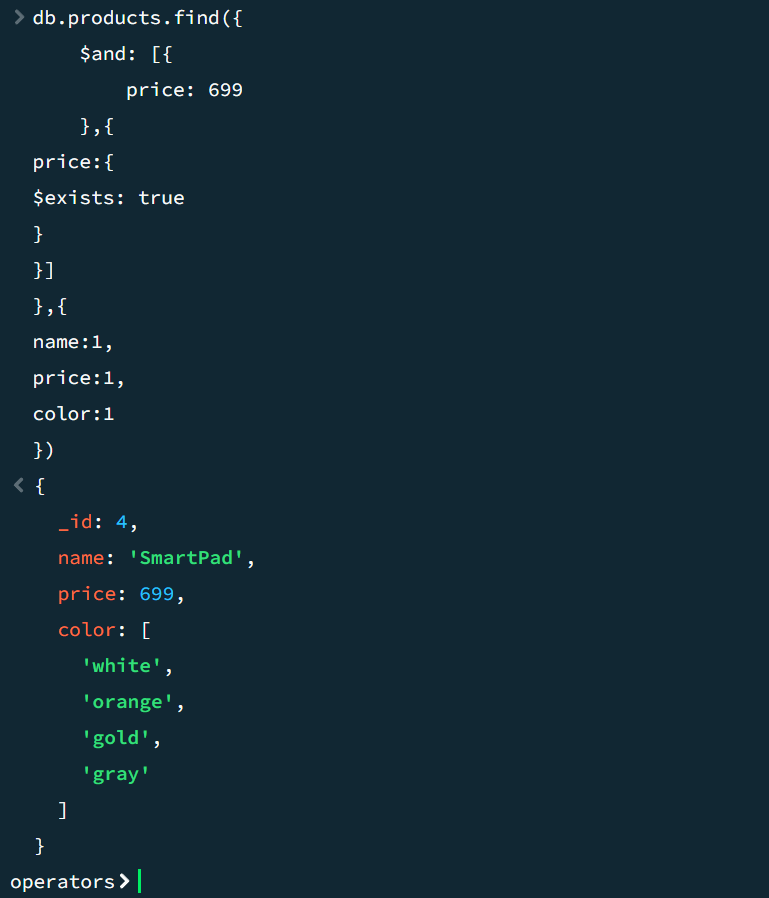 > db.products.find({
        $and: [{
            price: 699
        },{
    price:{
    $exists: true
    }
    }]
    },{
    name:1,
    price:1,
    color:1
    })
< {
    _id: 4,
    name: 'SmartPad',
    price: 699,
    color: [
      'white',
      'orange',
      'gold',
      'gray'
    ]
  }
operators>